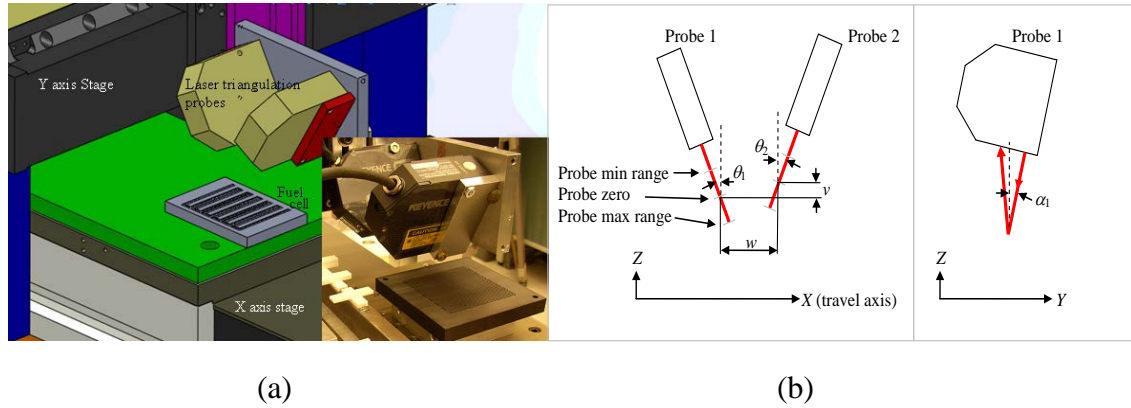 Y axis Stage
Laser triangulation
probes
Fuel
cell
X axis stage
KEYENCE
Probe 1
Probe 2
θ1
θ2
v
Probe min range
Probe zero
Probe max range
w
Z
X (travel axis)
Probe 1
α1
Z
Y
(a)
(b)